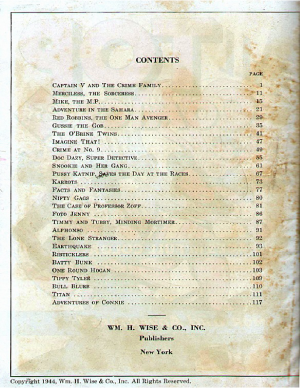 CONTENTS
PAGE
CAPTAIN V AND THE CRIME FAMILY 1
MERCILESS, THE SORCERESS 11
MIKE, THE M.P. 15
ADVENTURE IN THE SAHARA 21
RED ROBBINS, THE ONE MAN AVENGER 29
GUSSIE THE GOB 35
THE O'BRINE TWINS 41
IMAGINE THAT! 47
CRIME AT NO. 9 49
DOC DAZY, SUPER DETECTIVE 55
SNOOKIE AND HER GANG 61
PUSSY KATNIP, SAVES THE DAY AT THE RACES 67
KARROTS 73
FACTS AND FANTASIES 77
NIFTY GAGS 80
THE CASE OF PROFESSOR ZOFF 81
FOTO JENNY 86
TIMMY AND TUBBY, MINDING MORTIMER 87
ALPHONSO 91
THE LONE STRANGER 92
EARTHQUAKE 93
RIBTICKLERS 101
BATTY BUNK 102
ONE ROUND HOGAN 103
TIPPY TYLER 109
BULL BLURB 110
TITAN 111
ADVENTURES OF CONNIE 117
WM. H. WISE & CO., INC.
Publishers
New York
Copyright 1944, Wm. H. Wise & Co., Inc. All Rights Reserved.